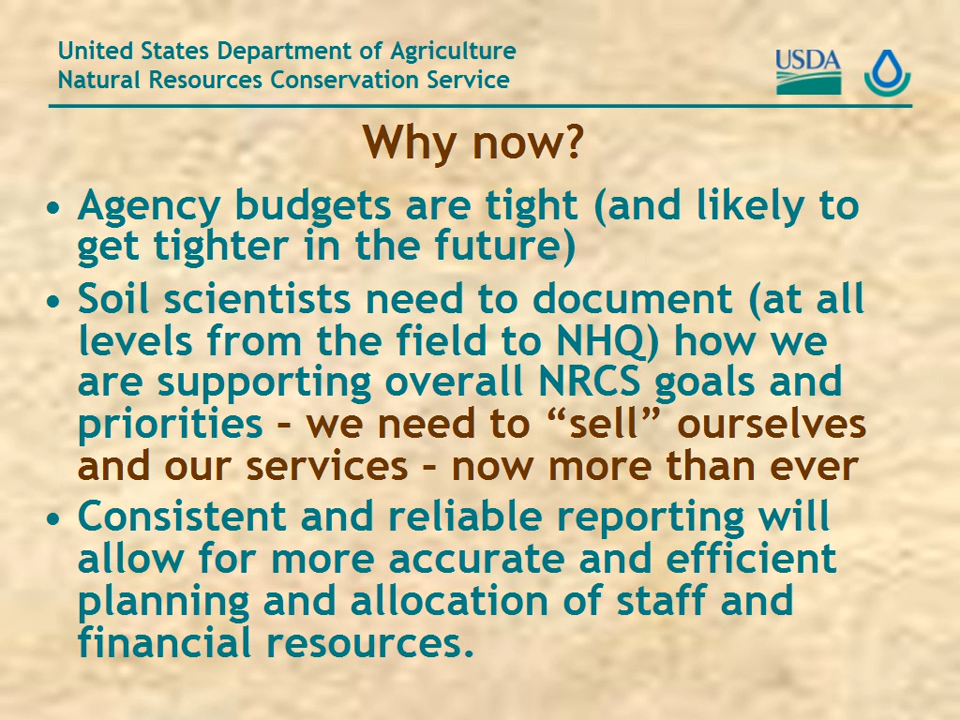 United States Department of Agriculture
Natural Resources Conservation Service
USDA
Why now?
• Agency budgets are tight (and likely to
get tighter in the future)
• Soil scientists need to document (at all
levels from the field to NHQ) how we
are supporting overall NRCS goals and
priorities – we need to “sell” ourselves
and our services – now more than ever
• Consistent and reliable reporting will
allow for more accurate and efficient
planning and allocation of staff and
financial resources.